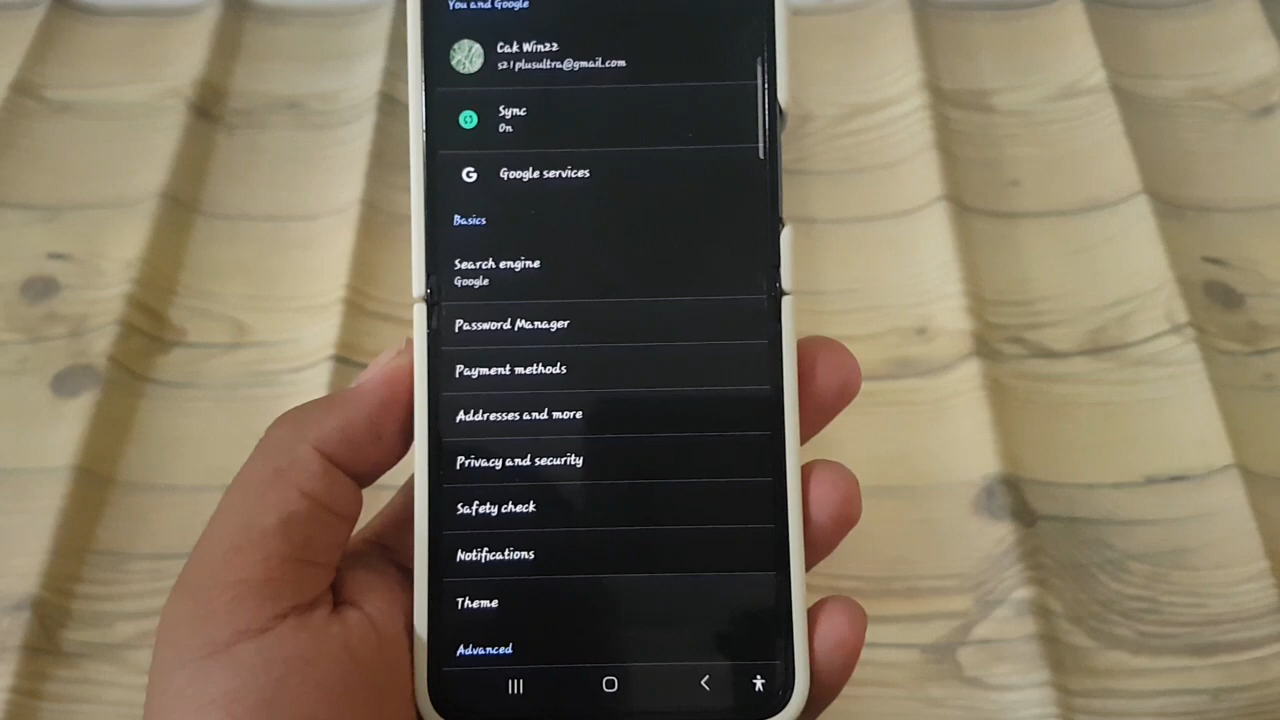 You and Google
Cak Win22
s21plusultra@gmail.com
Sync
On
Google services
Basics
Search engine
Google
Password Manager
Payment methods
Addresses and more
Privacy and security
Safety check
Notifications
Theme
Advanced